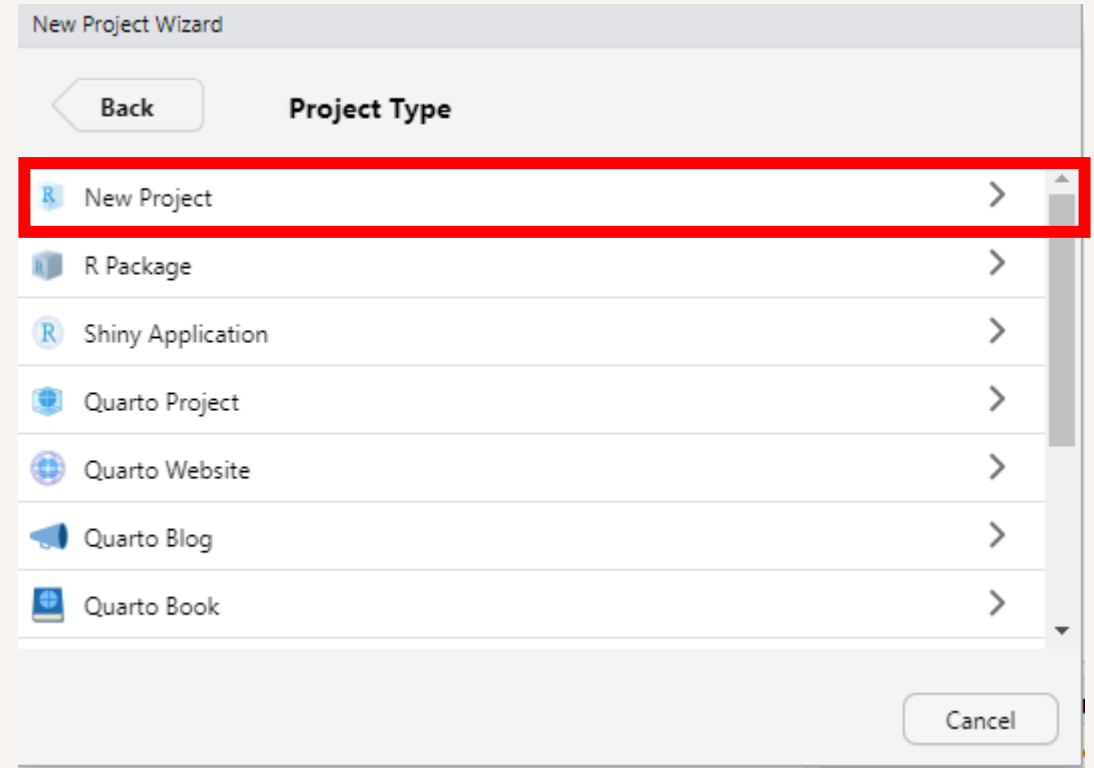 New Project Wizard
Back
Project Type
R New Project
R R Package
R Shiny Application
Quarto Project
Quarto Website
Quarto Blog
Quarto Book
Cancel